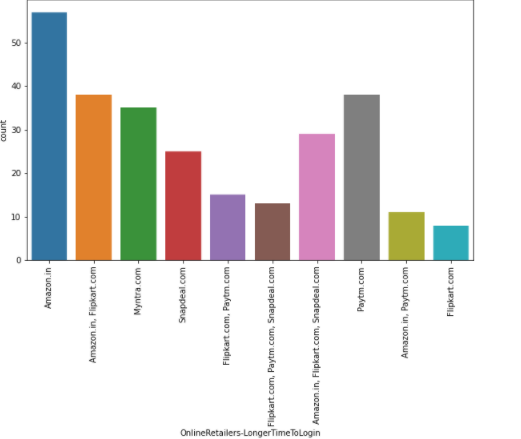 50
40
30
20
10
0
count
Amazon.in
Amazon.in, Flipkart.com
Myntra.com
Snapdeal.com
Flipkart.com, Paytm.com
Flipkart.com, Paytm.com, Snapdeal.com
Amazon.in, Flipkart.com, Snapdeal.com
Paytm.com
Amazon.in, Paytm.com
Flipkart.com
OnlineRetailers-LongerTimeToLogin